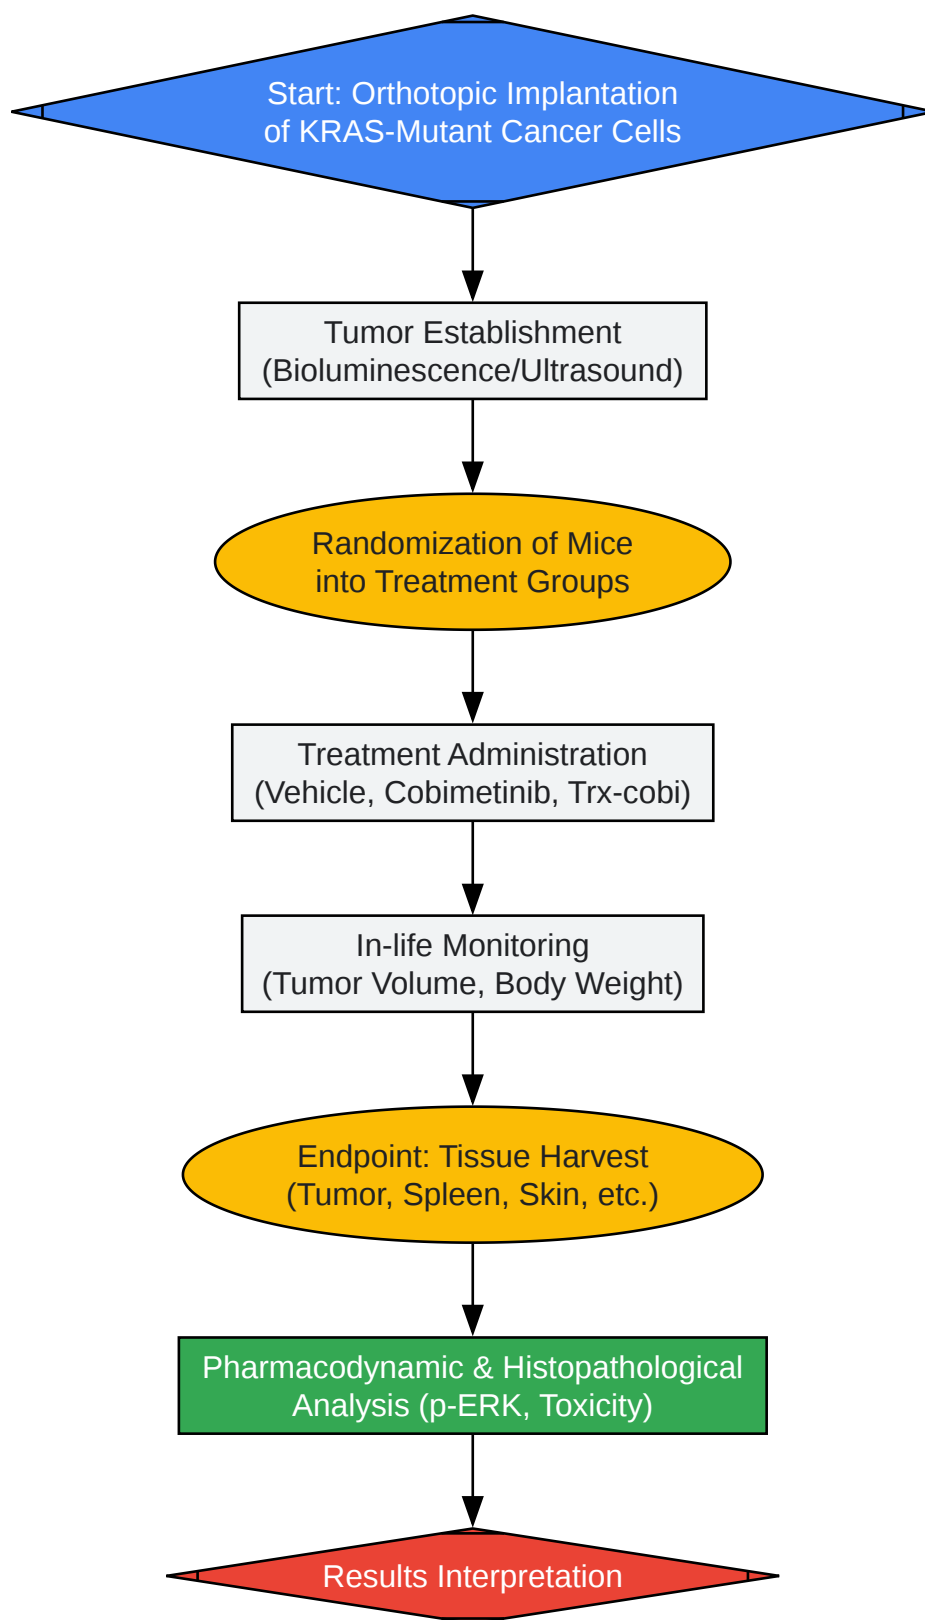 Start: Orthotopic Implantation
of KRAS-Mutant Cancer Cells
Tumor Establishment
(Bioluminescence/Ultrasound)
Randomization of Mice
into Treatment Groups
Treatment Administration
(Vehicle, Cobimetinib, Trx-cobi)
In-life Monitoring
(Tumor Volume, Body Weight)
Endpoint: Tissue Harvest
(Tumor, Spleen, Skin, etc.)
Pharmacodynamic & Histopathological
Analysis (p-ERK, Toxicity)
Results Interpretation